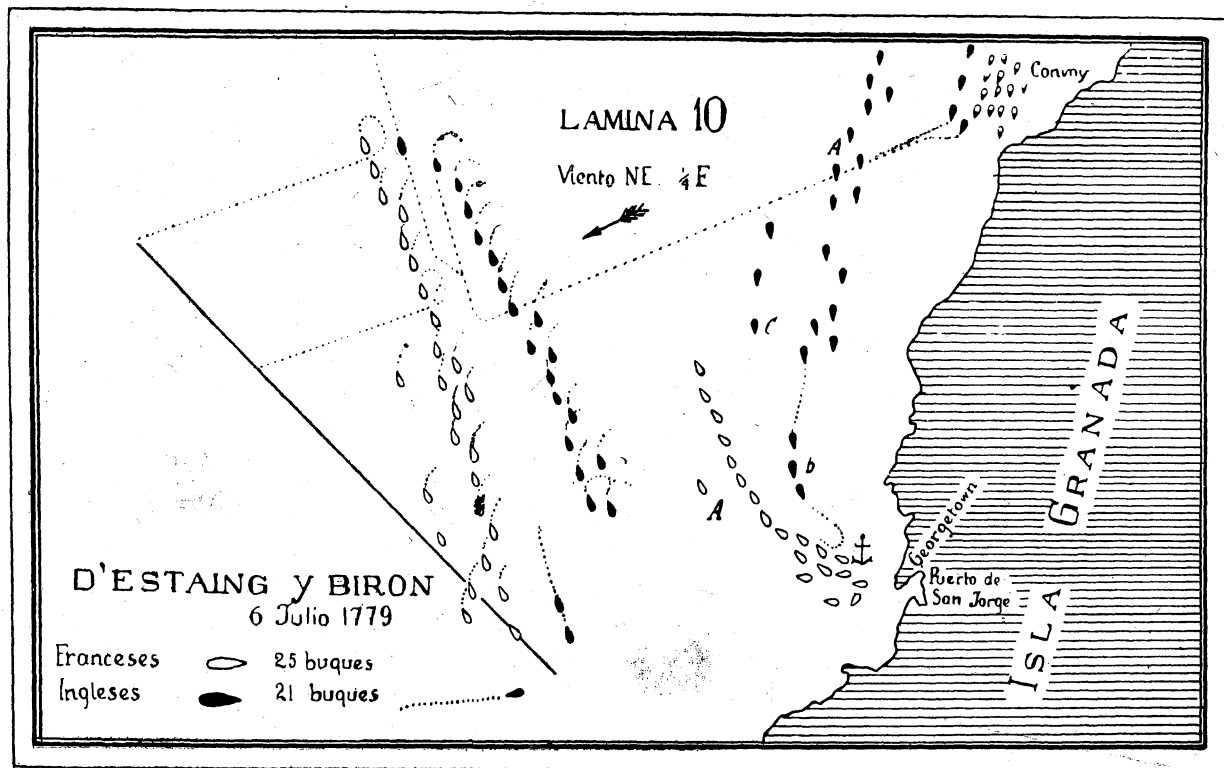 LAMINA 10
Viento NE ¼ E
Convoy
A
C
b
A
ISLA GRANADA
Georgetown
Puerto de
San Jorge
D'ESTAING y BIRON
6 Julio 1779
Franceses 25 buques
Ingleses 21 buques